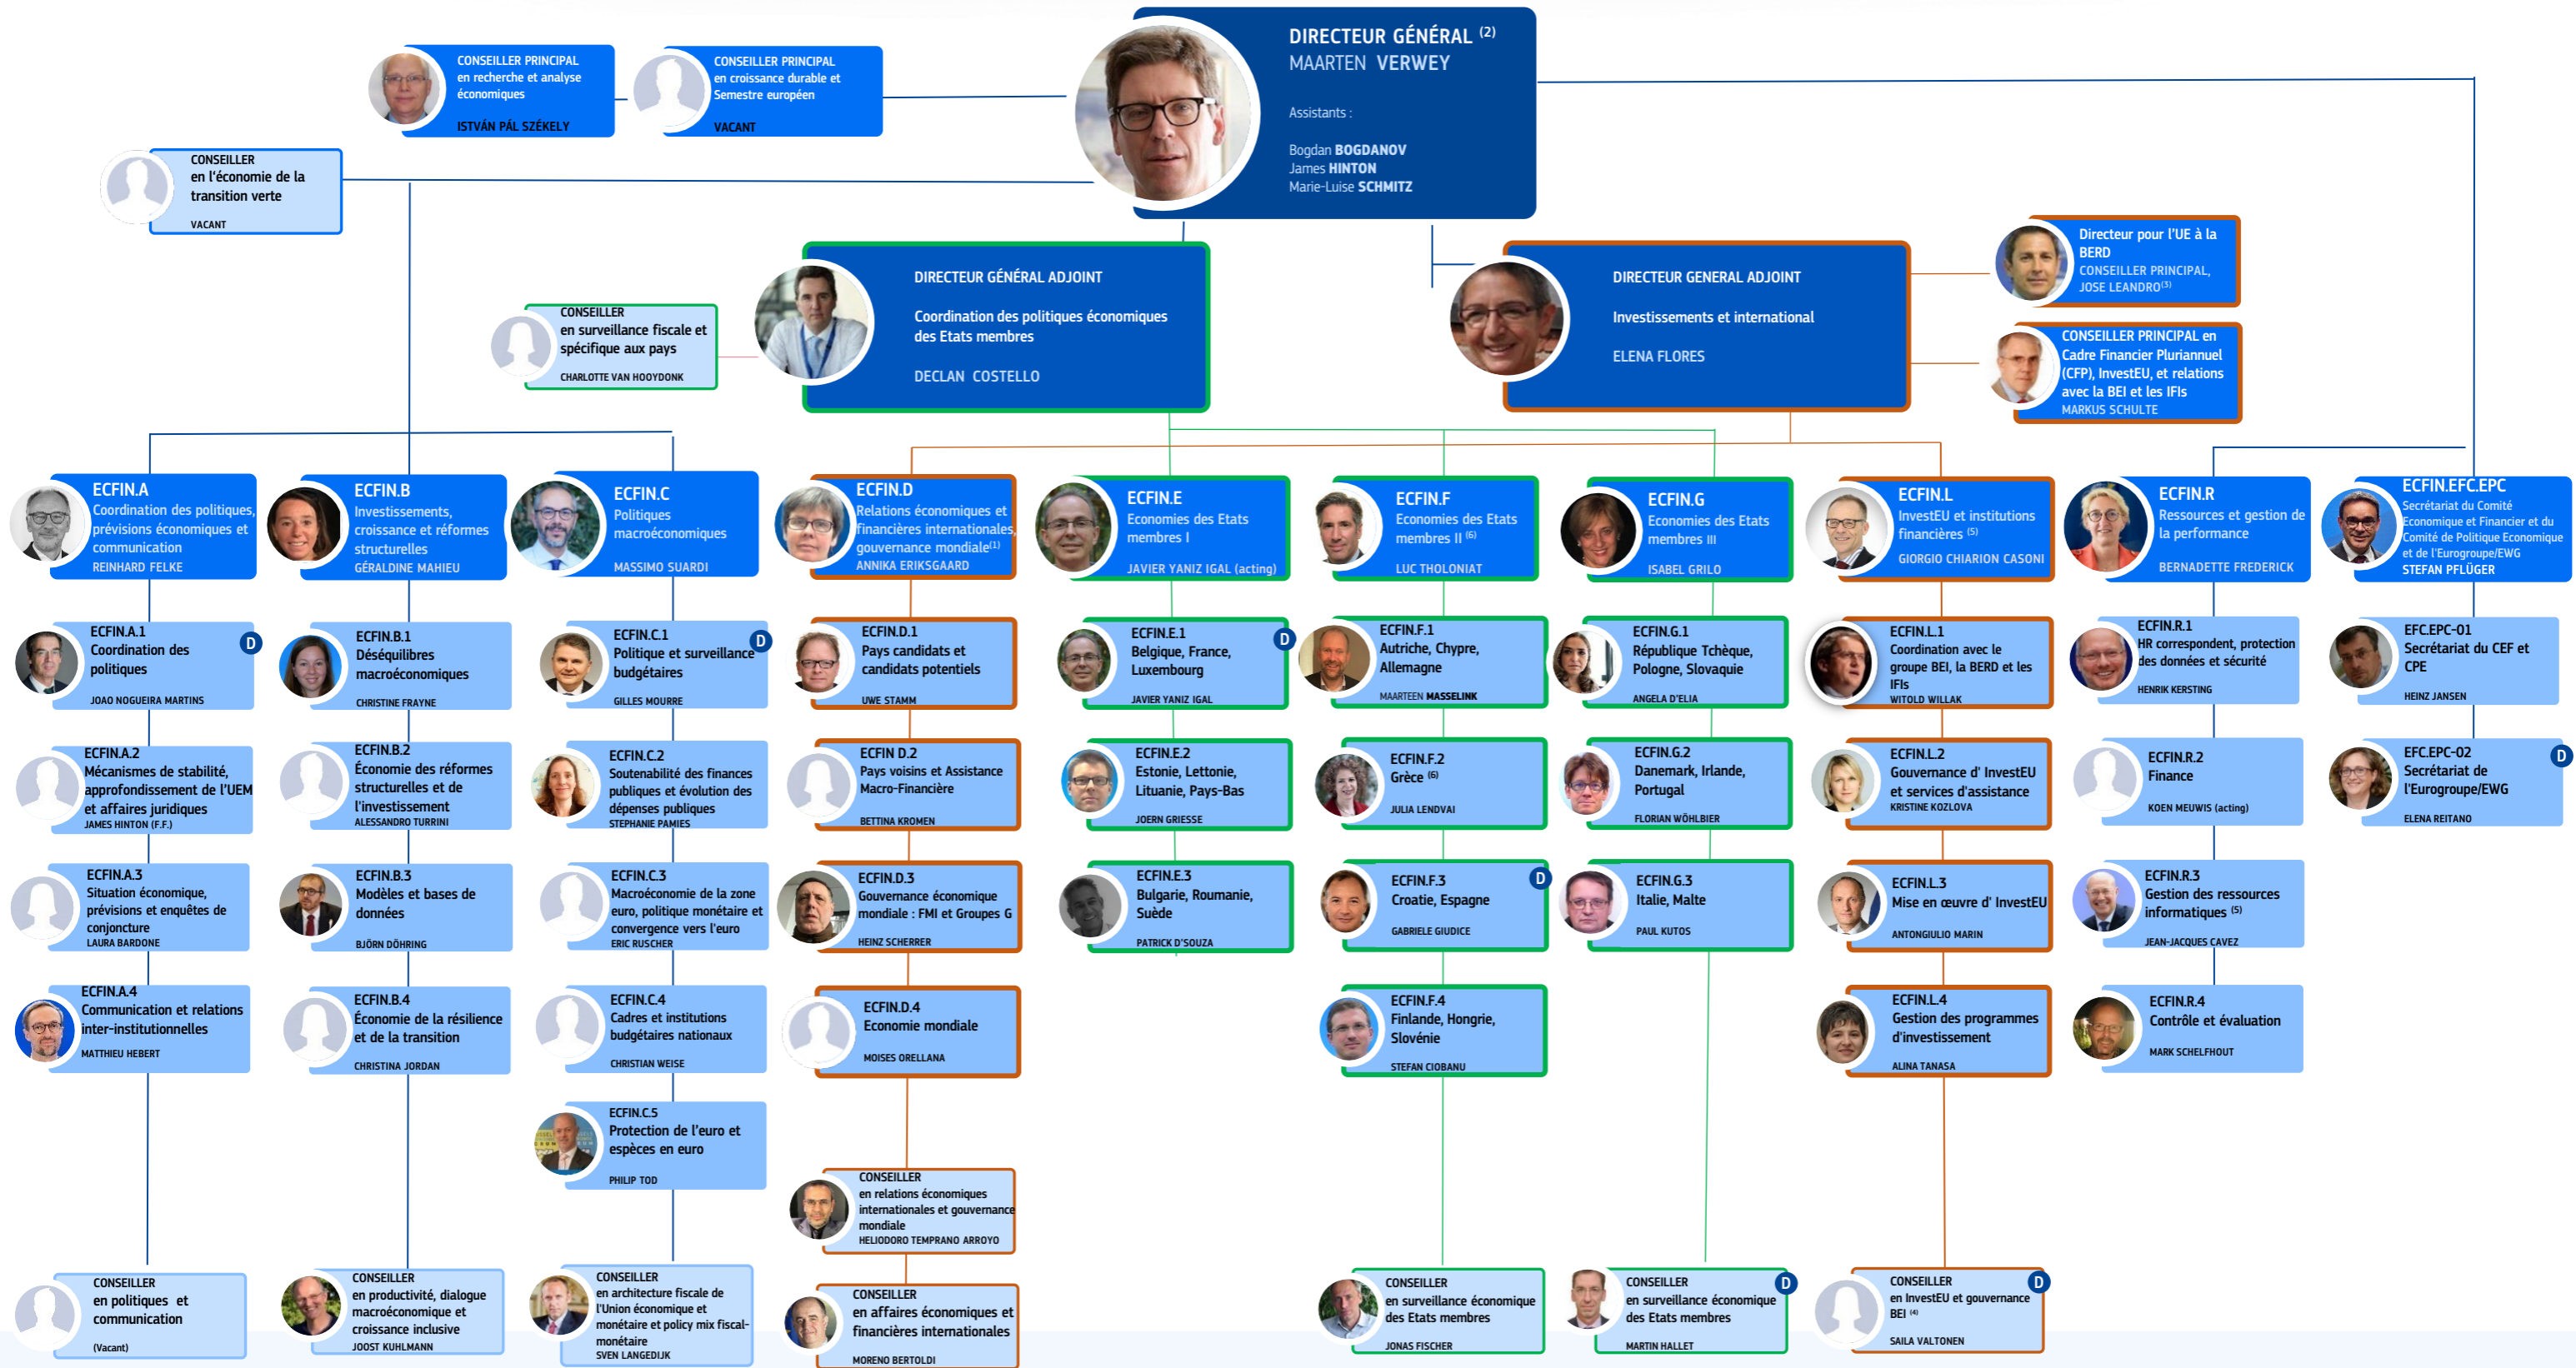 DIRECTEUR GÉNÉRAL (2)
MAARTEN VERWEY
Assistants :
Bogdan BOGDANOV
James HINTON
Marie-Luise SCHMITZ
CONSEILLER PRINCIPAL
en recherche et analyse
économiques
ISTVÁN PÁL SZÉKELY
CONSEILLER PRINCIPAL
en croissance durable et
Semestre européen
VACANT
CONSEILLER
en l'économie de la
transition verte
VACANT
DIRECTEUR GÉNÉRAL ADJOINT
Coordination des politiques économiques
des Etats membres
DECLAN COSTELLO
CONSEILLER
en surveillance fiscale et
spécifique aux pays
CHARLOTTE VAN HOOYDONK
DIRECTEUR GENERAL ADJOINT
Investissements et international
ELENA FLORES
Directeur pour l'UE à la
BERD
CONSEILLER PRINCIPAL,
JOSE LEANDRO(3)
CONSEILLER PRINCIPAL en
Cadre Financier Pluriannuel
(CFP), InvestEU, et relations
avec la BEI et les IFIs
MARKUS SCHULTE
ECFIN.A
Coordination des politiques,
prévisions économiques et
communication
REINHARD FELKE
ECFIN.B
Investissements,
croissance et réformes
structurelles
GÉRALDINE MAHIEU
ECFIN.C
Politiques
macroéconomiques
MASSIMO SUARDI
ECFIN.D
Relations économiques et
financières internationales,
gouvernance mondiale(1)
ANNIKA ERIKSGAARD
ECFIN.E
Economies des Etats
membres I
JAVIER YANIZ IGAL (acting)
ECFIN.F
Economies des Etats
membres II (6)
LUC THOLONIAT
ECFIN.G
Economies des Etats
membres III
ISABEL GRILO
ECFIN.L
InvestEU et institutions
financières (5)
GIORGIO CHIARION CASONI
ECFIN.R
Ressources et gestion de
la performance
BERNADETTE FREDERICK
ECFIN.EFC.EPC
Secrétariat du Comité
Economique et Financier et du
Comité de Politique Economique
et de l'Eurogroupe/EWG
STEFAN PFLÜGER
ECFIN.A.1
Coordination des
politiques
JOAO NOGUEIRA MARTINS
D
ECFIN.B.1
Déséquilibres
macroéconomiques
CHRISTINE FRAYNE
ECFIN.C.1
Politique et surveillance
budgétaires
GILLES MOURRE
D
ECFIN.D.1
Pays candidats et
candidats potentiels
UWE STAMM
ECFIN.E.1
Belgique, France,
Luxembourg
JAVIER YANIZ IGAL
D
ECFIN.F.1
Autriche, Chypre,
Allemagne
MAARTEEN MASSELINK
ECFIN.G.1
République Tchèque,
Pologne, Slovaquie
ANGELA D'ELIA
ECFIN.L.1
Coordination avec le
groupe BEI, la BERD et les
IFIs
WITOLD WILLAK
ECFIN.R.1
HR correspondent, protection
des données et sécurité
HENRIK KERSTING
EFC.EPC-01
Secrétariat du CEF et
CPE
HEINZ JANSEN
ECFIN.A.2
Mécanismes de stabilité,
approfondissement de l'UEM
et affaires juridiques
JAMES HINTON (F.F.)
ECFIN.B.2
Économie des réformes
structurelles et de
l'investissement
ALESSANDRO TURRINI
ECFIN.C.2
Soutenabilité des finances
publiques et évolution des
dépenses publiques
STEPHANIE PAMIES
ECFIN D.2
Pays voisins et Assistance
Macro-Financière
BETTINA KROMEN
ECFIN.E.2
Estonie, Lettonie,
Lituanie, Pays-Bas
JOERN GRIESSE
ECFIN.F.2
Grèce (6)
JULIA LENDVAI
ECFIN.G.2
Danemark, Irlande,
Portugal
FLORIAN WÖHLBIER
ECFIN.L.2
Gouvernance d' InvestEU
et services d'assistance
KRISTINE KOZLOVA
ECFIN.R.2
Finance
KOEN MEUWIS (acting)
EFC.EPC-02
Secrétariat de
l'Eurogroupe/EWG
ELENA REITANO
D
ECFIN.A.3
Situation économique,
prévisions et enquêtes de
conjoncture
LAURA BARDONE
ECFIN.B.3
Modèles et bases de
données
BJÖRN DÖHRING
ECFIN.C.3
Macroéconomie de la zone
euro, politique monétaire et
convergence vers l'euro
ERIC RUSCHER
ECFIN.D.3
Gouvernance économique
mondiale : FMI et Groupes G
HEINZ SCHERRER
ECFIN.E.3
Bulgarie, Roumanie,
Suède
PATRICK D'SOUZA
ECFIN.F.3
Croatie, Espagne
GABRIELE GIUDICE
D
ECFIN.G.3
Italie, Malte
PAUL KUTOS
ECFIN.L.3
Mise en œuvre d' InvestEU
ANTONGIULIO MARIN
ECFIN.R.3
Gestion des ressources
informatiques (5)
JEAN-JACQUES CAVEZ
ECFIN.A.4
Communication et relations
inter-institutionnelles
MATTHIEU HEBERT
ECFIN.B.4
Économie de la résilience
et de la transition
CHRISTINA JORDAN
ECFIN.C.4
Cadres et institutions
budgétaires nationaux
CHRISTIAN WEISE
ECFIN.D.4
Economie mondiale
MOISES ORELLANA
ECFIN.F.4
Finlande, Hongrie,
Slovénie
STEFAN CIOBANU
ECFIN.L.4
Gestion des programmes
d'investissement
ALINA TANASA
ECFIN.R.4
Contrôle et évaluation
MARK SCHELFHOUT
ECFIN.C.5
Protection de l'euro et
espèces en euro
PHILIP TOD
CONSEILLER
en relations économiques
internationales et gouvernance
mondiale
HELIODORO TEMPRANO ARROYO
CONSEILLER
en politiques et
communication
(Vacant)
CONSEILLER
en productivité, dialogue
macroéconomique et
croissance inclusive
JOOST KUHLMANN
CONSEILLER
en architecture fiscale de
l'Union économique et
monétaire et policy mix fiscal-
monétaire
SVEN LANGEDIJK
CONSEILLER
en affaires économiques et
financières internationales
MORENO BERTOLDI
CONSEILLER
en surveillance économique
des Etats membres
JONAS FISCHER
CONSEILLER
en surveillance économique
des Etats membres
MARTIN HALLET
D
CONSEILLER
en InvestEU et gouvernance
BEI (4)
SAILA VALTONEN
D